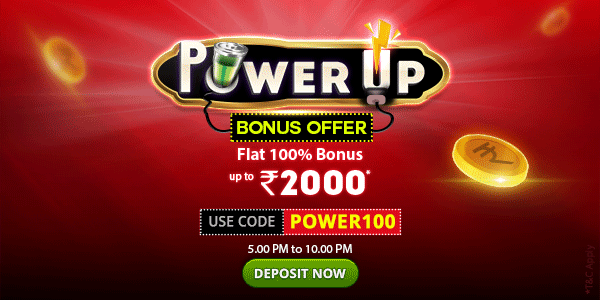 POWER UP
BONUS OFFER
Flat 100% Bonus
up to ₹2000*
USE CODE POWER100
5.00 PM to 10.00 PM
DEPOSIT NOW
*T&C Apply